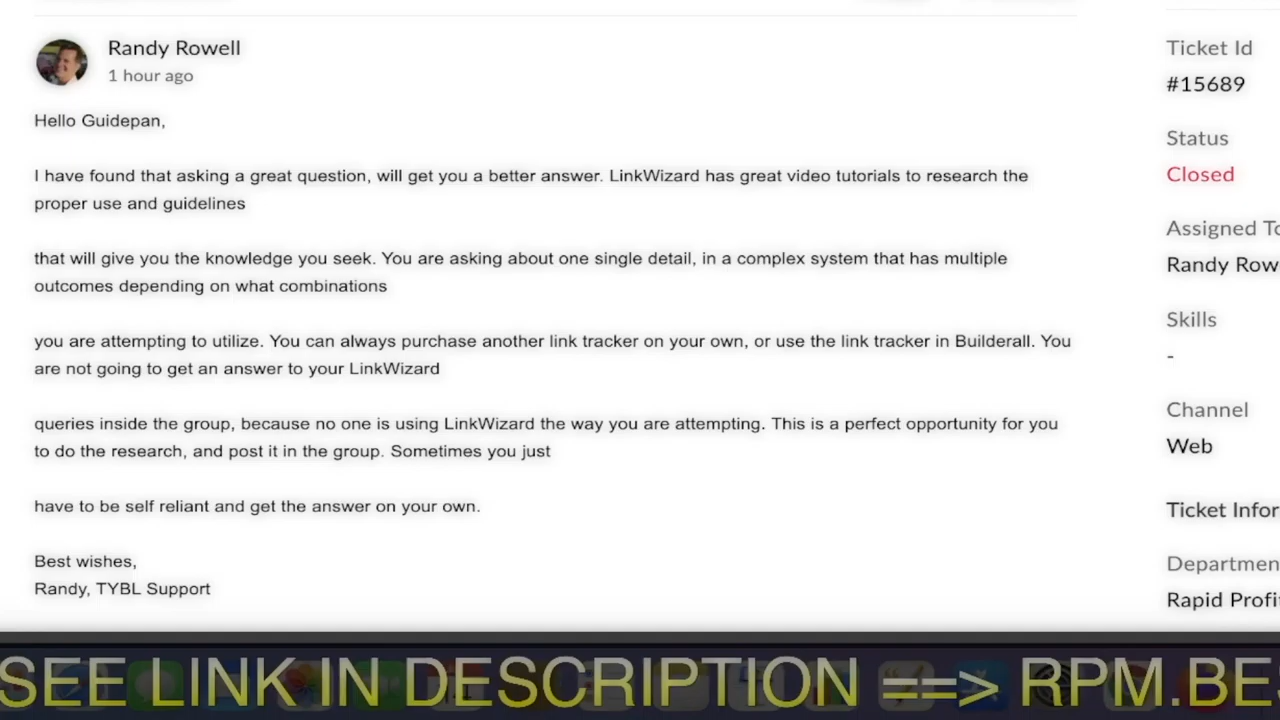 Randy Rowell
1 hour ago
Hello Guidepan,
I have found that asking a great question, will get you a better answer. LinkWizard has great video tutorials to research the
proper use and guidelines
that will give you the knowledge you seek. You are asking about one single detail, in a complex system that has multiple
outcomes depending on what combinations
you are attempting to utilize. You can always purchase another link tracker on your own, or use the link tracker in Builderall. You
are not going to get an answer to your LinkWizard
queries inside the group, because no one is using LinkWizard the way you are attempting. This is a perfect opportunity for you
to do the research, and post it in the group. Sometimes you just
have to be self reliant and get the answer on your own.
Best wishes,
Randy, TYBL Support
Ticket Id
#15689
Status
Closed
Assigned To
Randy Row
Skills
-
Channel
Web
Ticket Infor
Departmen
Rapid Profi
SEE LINK IN DESCRIPTION ==> RPM.BE